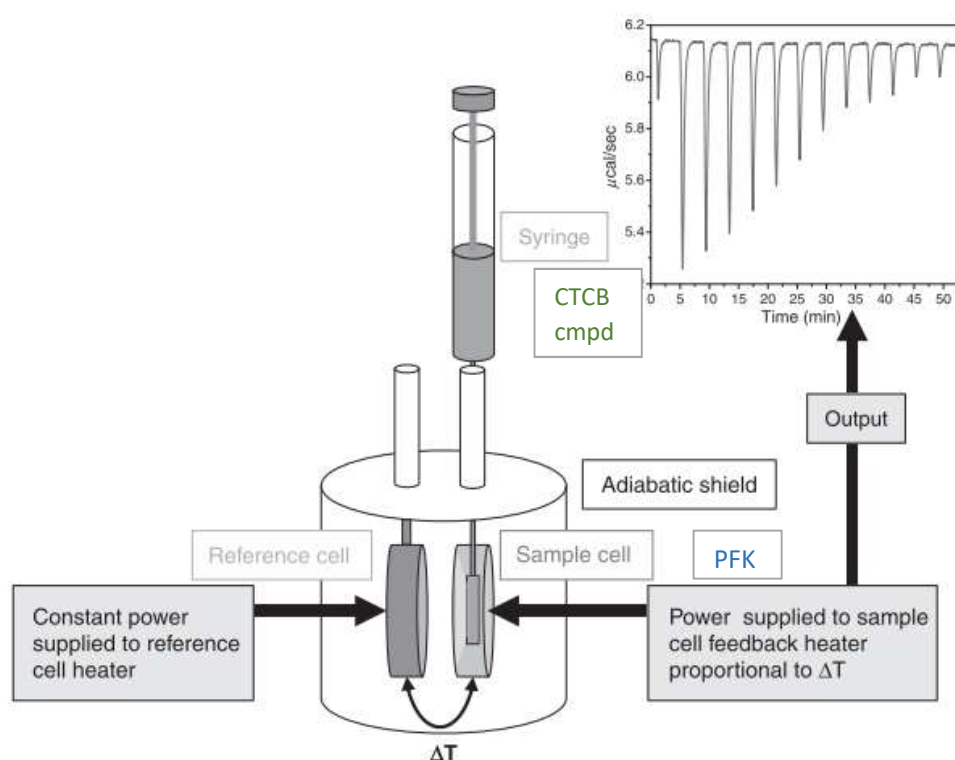 6.2
6.0
5.8
5.6
5.4
μcal/sec
0 5 10 15 20 25 30 35 40 45 50
Time (min)
Syringe
CTCB
cmpd
Output
Adiabatic shield
Reference cell
Sample cell
PFK
Constant power
supplied to reference
cell heater
Power supplied to sample
cell feedback heater
proportional to ΔT
ΔT